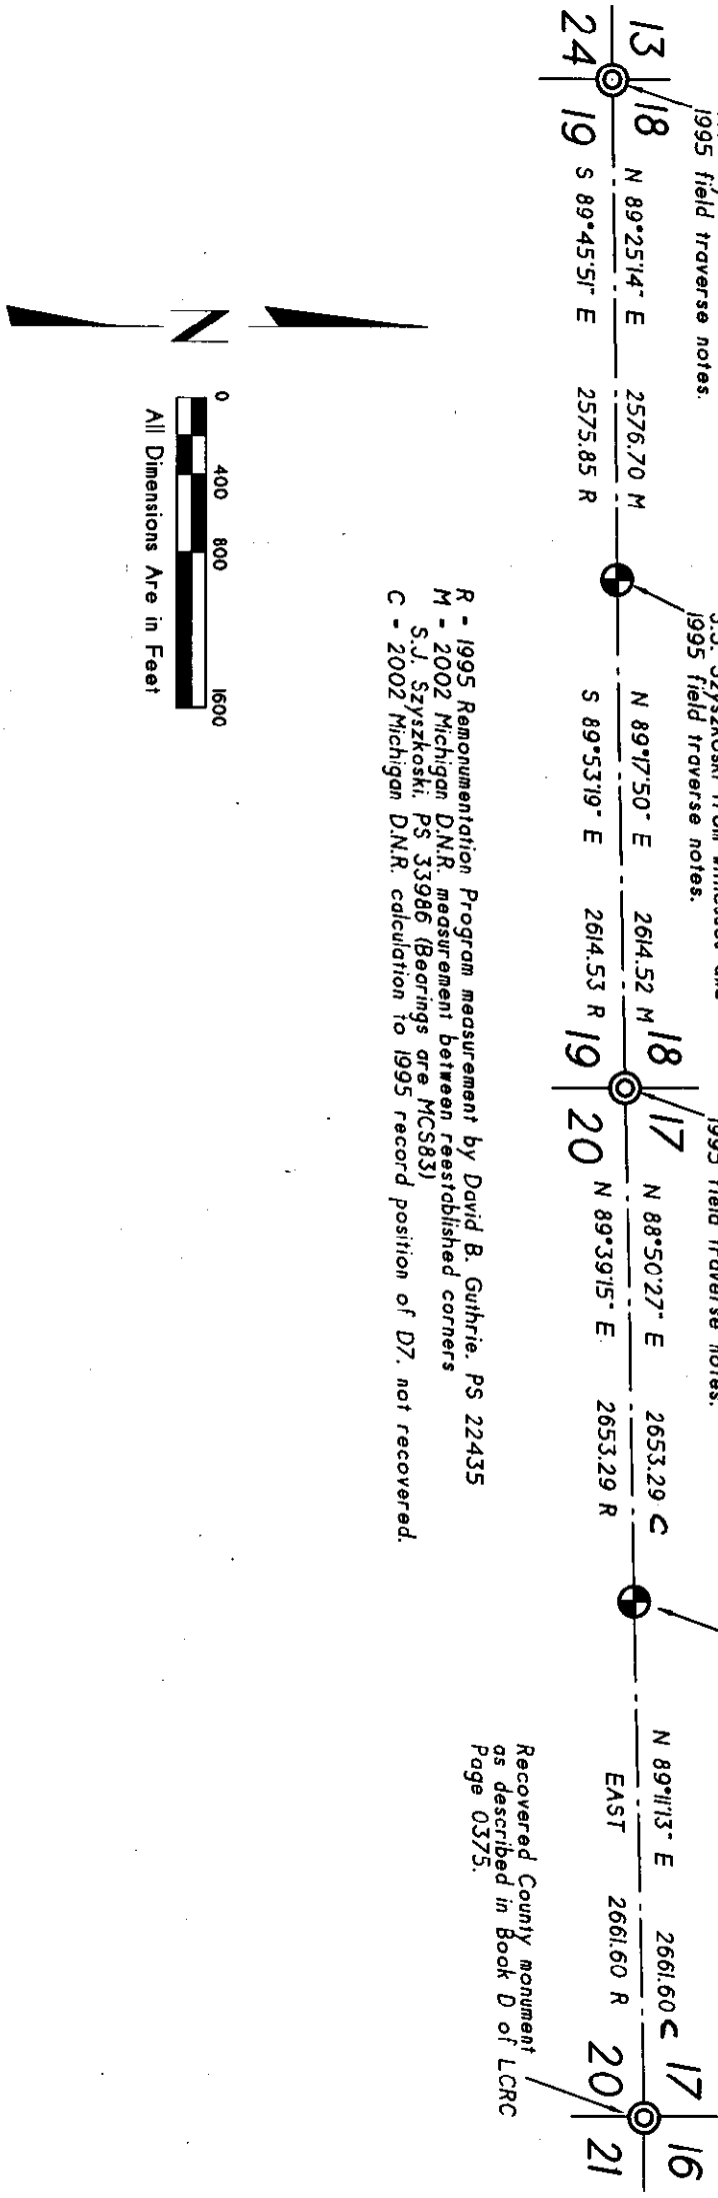 1995 field traverse notes.
1995 field traverse notes.
1995 field traverse notes.
13 18
24 19
N 89°25'14" E 2576.70 M
S 89°45'51" E 2575.85 R
N 89°17'50" E 2614.52 M
S 89°53'19" E 2614.53 R
18 17
19 20
N 88°50'27" E 2653.29 C
N 89°39'15" E 2653.29 R
N 89°11'13" E 2661.60 C
EAST 2661.60 R
17 16
20 21
Recovered County monument
as described in Book D of LCRC
Page 0375.
R - 1995 Remonumentation Program measurement by David B. Guthrie, PS 22435
M - 2002 Michigan D.N.R. measurement between reestablished corners
S.J. Szyszkoski, PS 33986 (Bearings are MCS83)
C - 2002 Michigan D.N.R. calculation to 1995 record position of D7, not recovered.
N
0 400 800 1600
All Dimensions Are in Feet